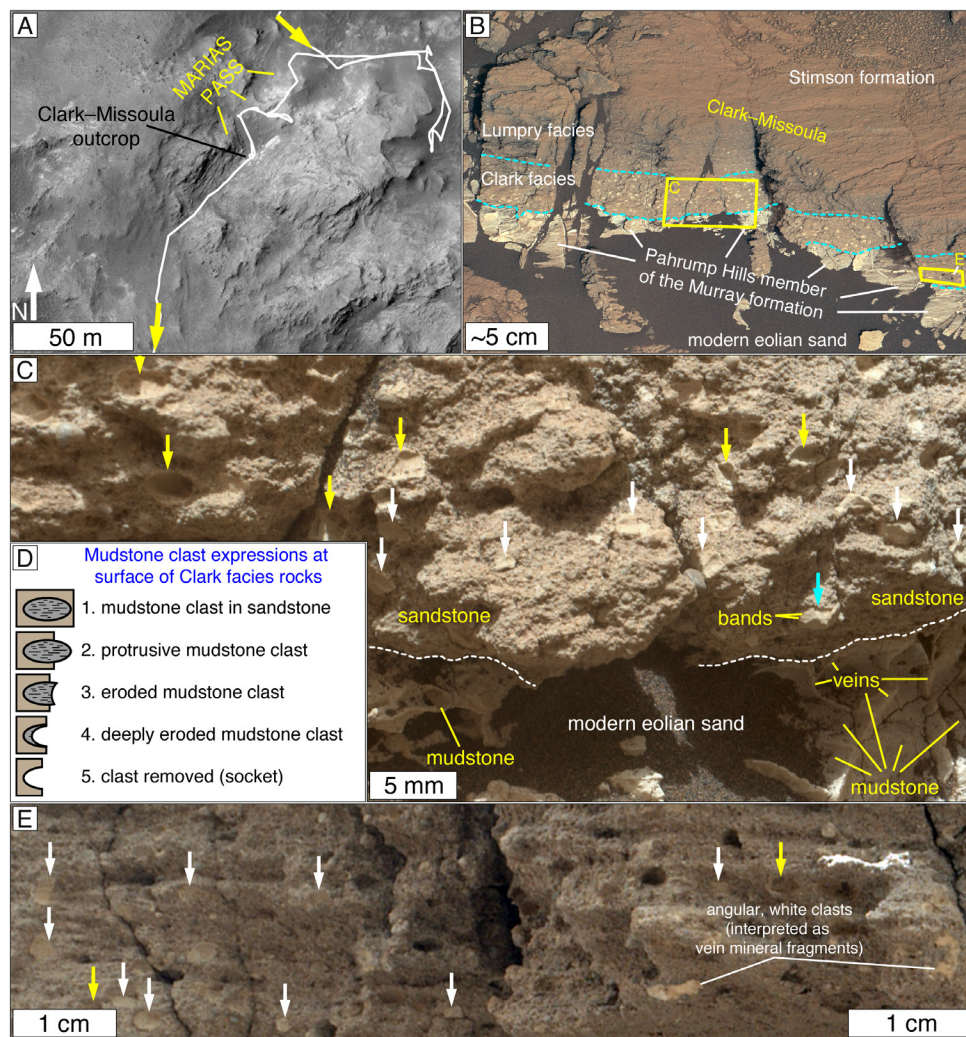 A
MARIAS
PASS
Clark–Missoula
outcrop
N
50 m
B
Stimson formation
Clark–Missoula
Lumpry facies
Clark facies
C
E
Pahrump Hills member
of the Murray formation
modern eolian sand
~5 cm
C
sandstone
bands
sandstone
veins
modern eolian sand
mudstone
mudstone
5 mm
D
Mudstone clast expressions at
surface of Clark facies rocks
1. mudstone clast in sandstone
2. protrusive mudstone clast
3. eroded mudstone clast
4. deeply eroded mudstone clast
5. clast removed (socket)
E
angular, white clasts
(interpreted as
vein mineral fragments)
1 cm
1 cm